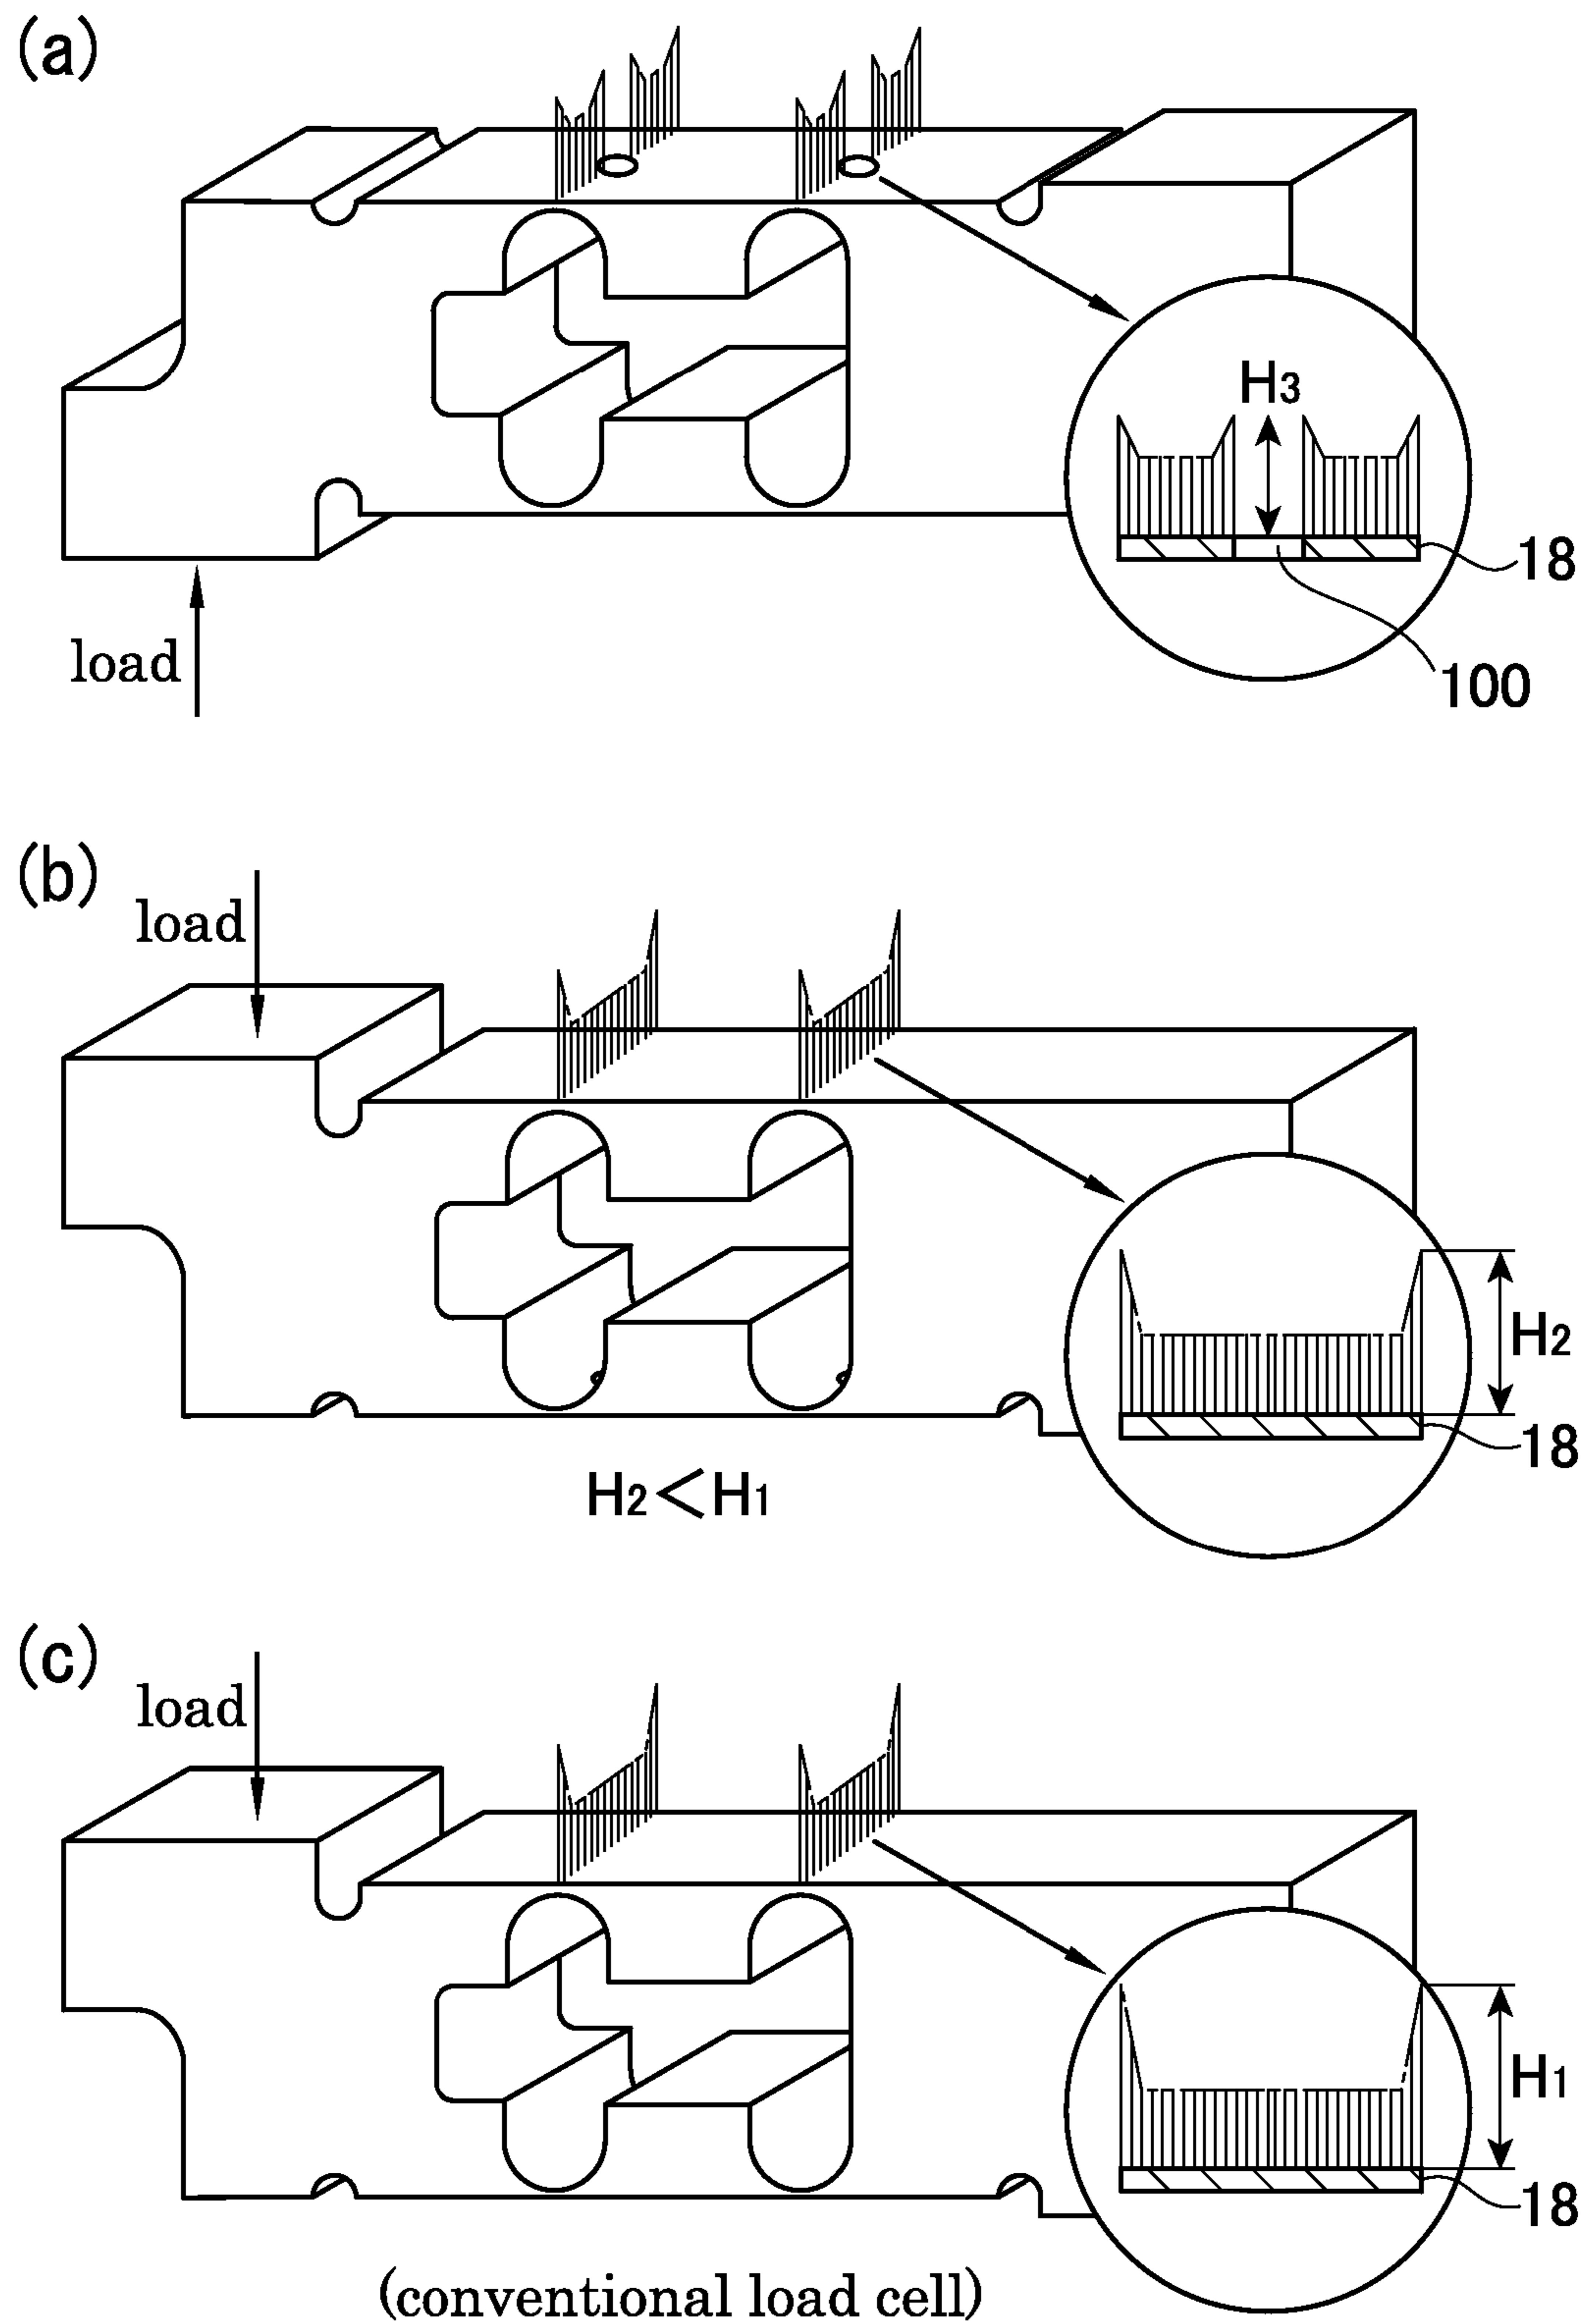 (a)
H3
18
load
100
(b)
load
H2
18
H2<H1
(c)
load
H1
18
(conventional load cell)